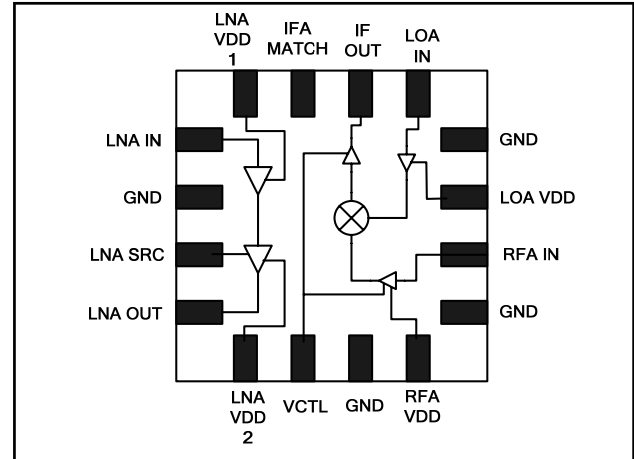 LNA
VDD
1
IFA
MATCH
IF
OUT
LOA
IN
LNA IN
GND
LNA SRC
LNA OUT
GND
LOA VDD
RFA IN
GND
LNA
VDD
2
VCTL
GND
RFA
VDD